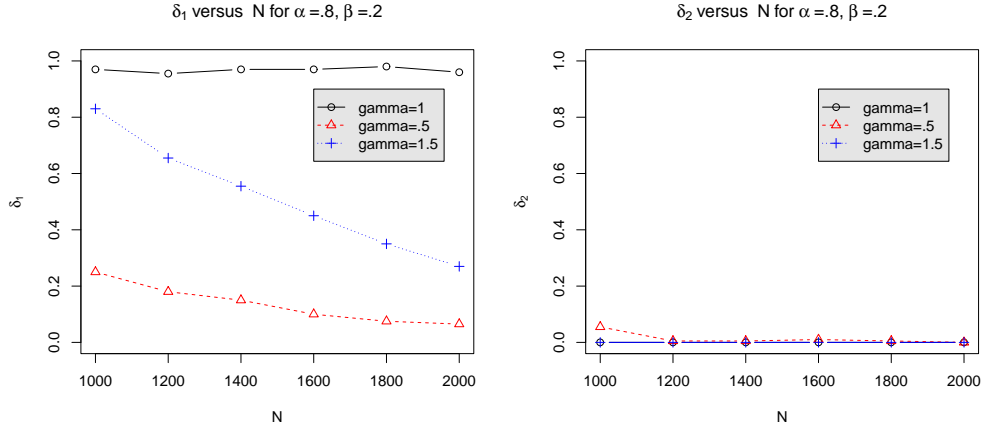 δ1 versus N for α =.8, β =.2
1.0
0.8
0.6
0.4
0.2
0.0
δ1
gamma=1
gamma=.5
gamma=1.5
1000 1200 1400 1600 1800 2000
N
δ2 versus N for α =.8, β =.2
1.0
0.8
0.6
0.4
0.2
0.0
δ2
gamma=1
gamma=.5
gamma=1.5
1000 1200 1400 1600 1800 2000
N